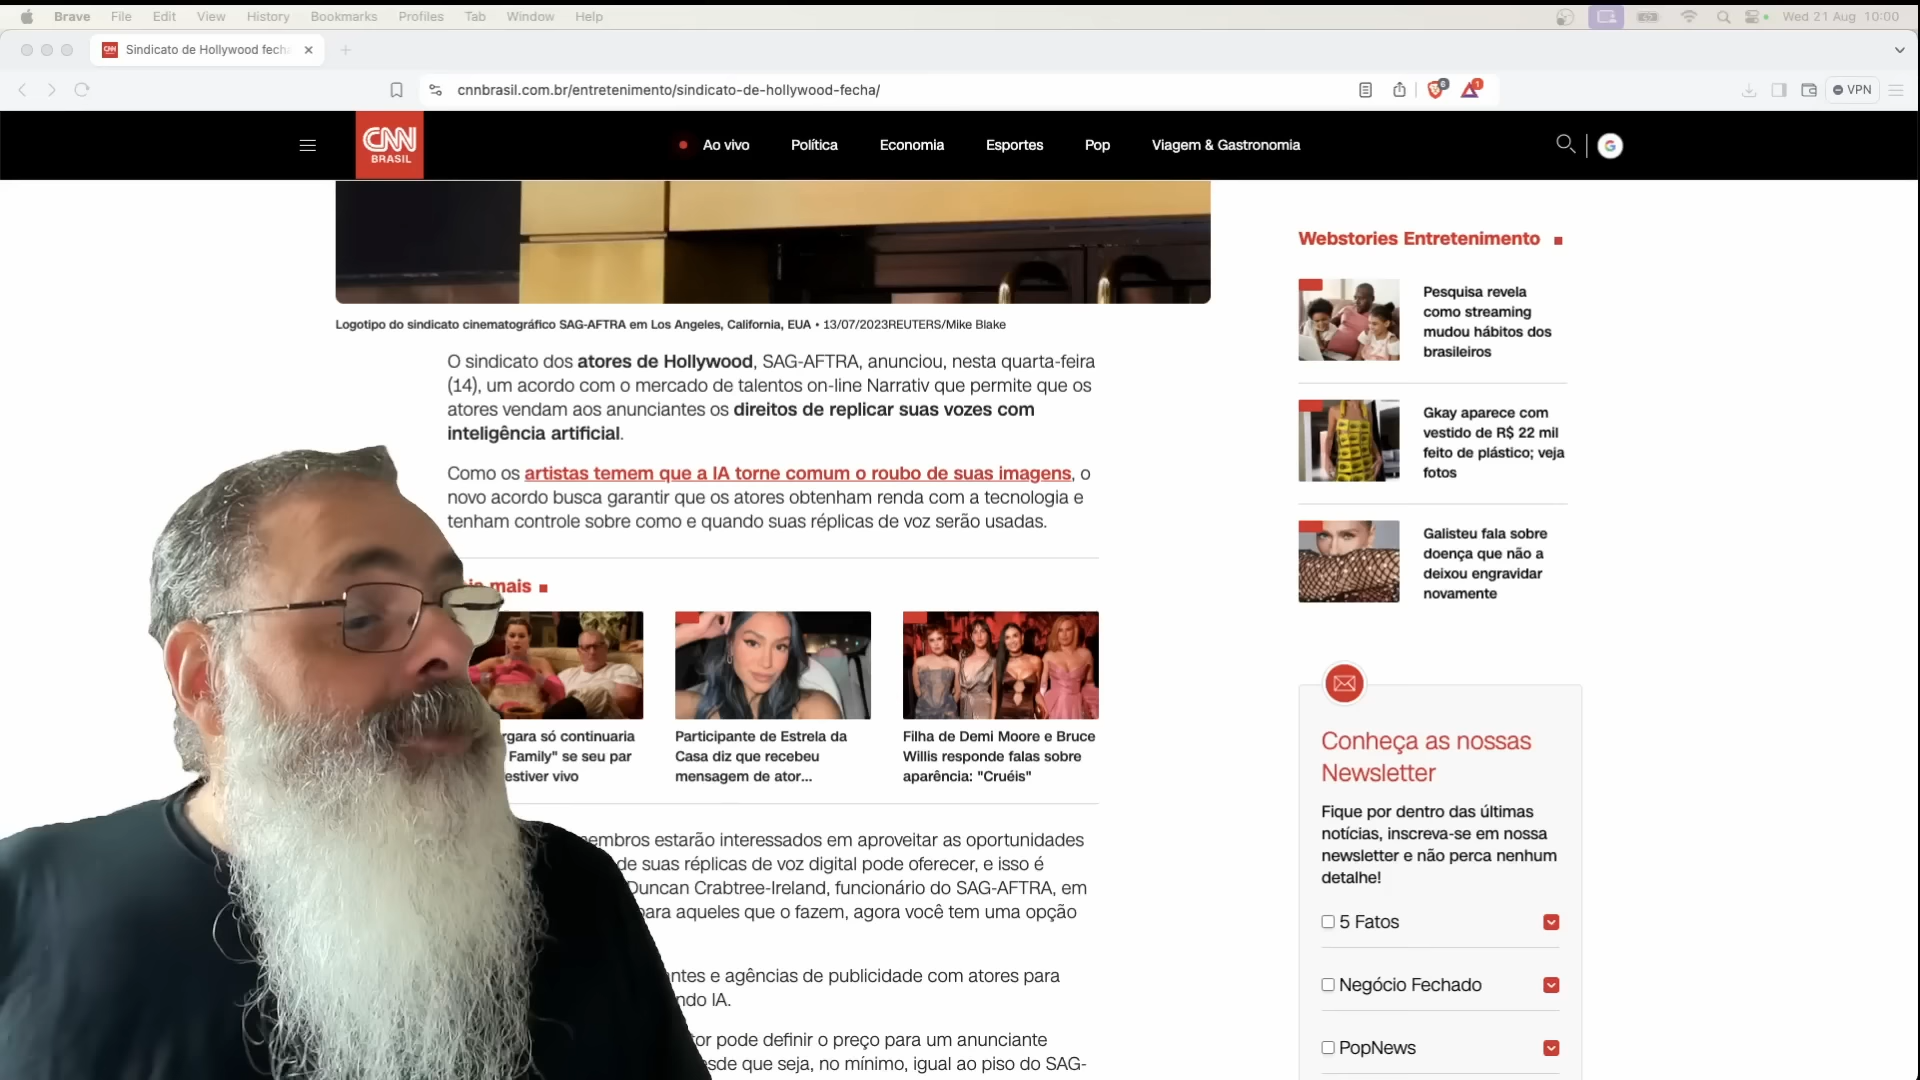 Brave File Edit View History Bookmarks Profiles Tab Window Help
Wed 21 Aug 10:00
Sindicato de Hollywood fech
cnnbrasil.com.br/entretenimento/sindicato-de-hollywood-fecha/
VPN
CNN BRASIL
Ao vivo Política Economia Esportes Pop Viagem & Gastronomia
Logotipo do sindicato cinematográfico SAG-AFTRA em Los Angeles, California, EUA • 13/07/2023REUTERS/Mike Blake
O sindicato dos atores de Hollywood, SAG-AFTRA, anunciou, nesta quarta-feira
(14), um acordo com o mercado de talentos on-line Narrativ que permite que os
atores vendam aos anunciantes os direitos de replicar suas vozes com
inteligência artificial.
Como os artistas temem que a IA torne comum o roubo de suas imagens, o
novo acordo busca garantir que os atores obtenham renda com a tecnologia e
tenham controle sobre como e quando suas réplicas de voz serão usadas.
mais
rgara só continuaria
Family" se seu par
estiver vivo
Participante de Estrela da
Casa diz que recebeu
mensagem de ator...
Filha de Demi Moore e Bruce
Willis responde falas sobre
aparência: "Cruéis"
membros estarão interessados em aproveitar as oportunidades
de suas réplicas de voz digital pode oferecer, e isso é
Duncan Crabtree-Ireland, funcionário do SAG-AFTRA, em
para aqueles que o fazem, agora você tem uma opção
ntes e agências de publicidade com atores para
ndo IA.
tor pode definir o preço para um anunciante
esde que seja, no mínimo, igual ao piso do SAG-
Webstories Entretenimento
Pesquisa revela
como streaming
mudou hábitos dos
brasileiros
Gkay aparece com
vestido de R$ 22 mil
feito de plástico; veja
fotos
Galisteu fala sobre
doença que não a
deixou engravidar
novamente
Conheça as nossas
Newsletter
Fique por dentro das últimas
notícias, inscreva-se em nossa
newsletter e não perca nenhum
detalhe!
5 Fatos
Negócio Fechado
PopNews